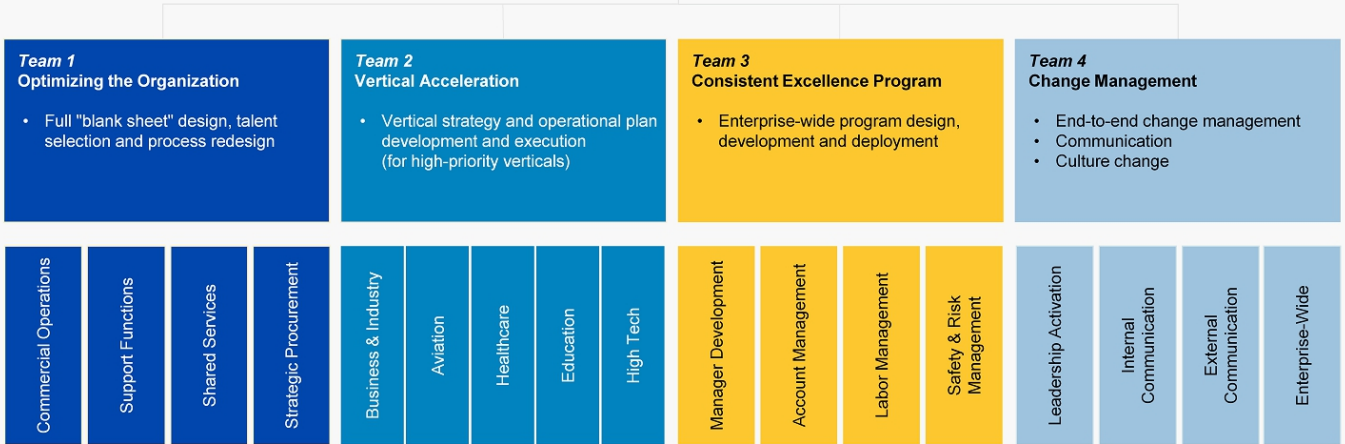 Team 1
Optimizing the Organization
• Full "blank sheet" design, talent
selection and process redesign
Team 2
Vertical Acceleration
• Vertical strategy and operational plan
development and execution
(for high-priority verticals)
Team 3
Consistent Excellence Program
• Enterprise-wide program design,
development and deployment
Team 4
Change Management
• End-to-end change management
• Communication
• Culture change
Commercial Operations
Support Functions
Shared Services
Strategic Procurement
Business & Industry
Aviation
Healthcare
Education
High Tech
Manager Development
Account Management
Labor Management
Safety & Risk
Management
Leadership Activation
Internal
Communication
External
Communication
Enterprise-Wide